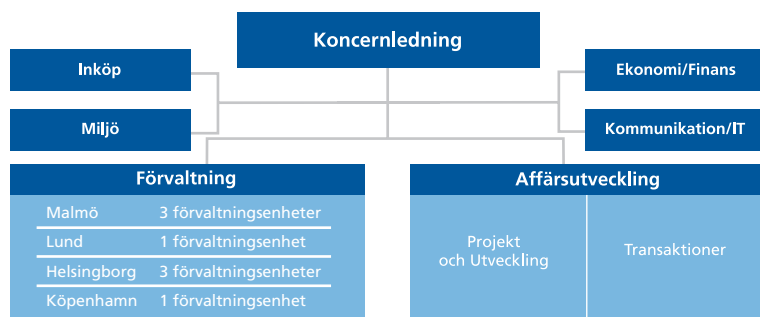 Koncernledning
Inköp
Ekonomi/Finans
Miljö
Kommunikation/IT
Förvaltning
Malmö 3 förvaltningsenheter
Lund 1 förvaltningsenhet
Helsingborg 3 förvaltningsenheter
Köpenhamn 1 förvaltningsenhet
Affärsutveckling
Projekt
och Utveckling
Transaktioner